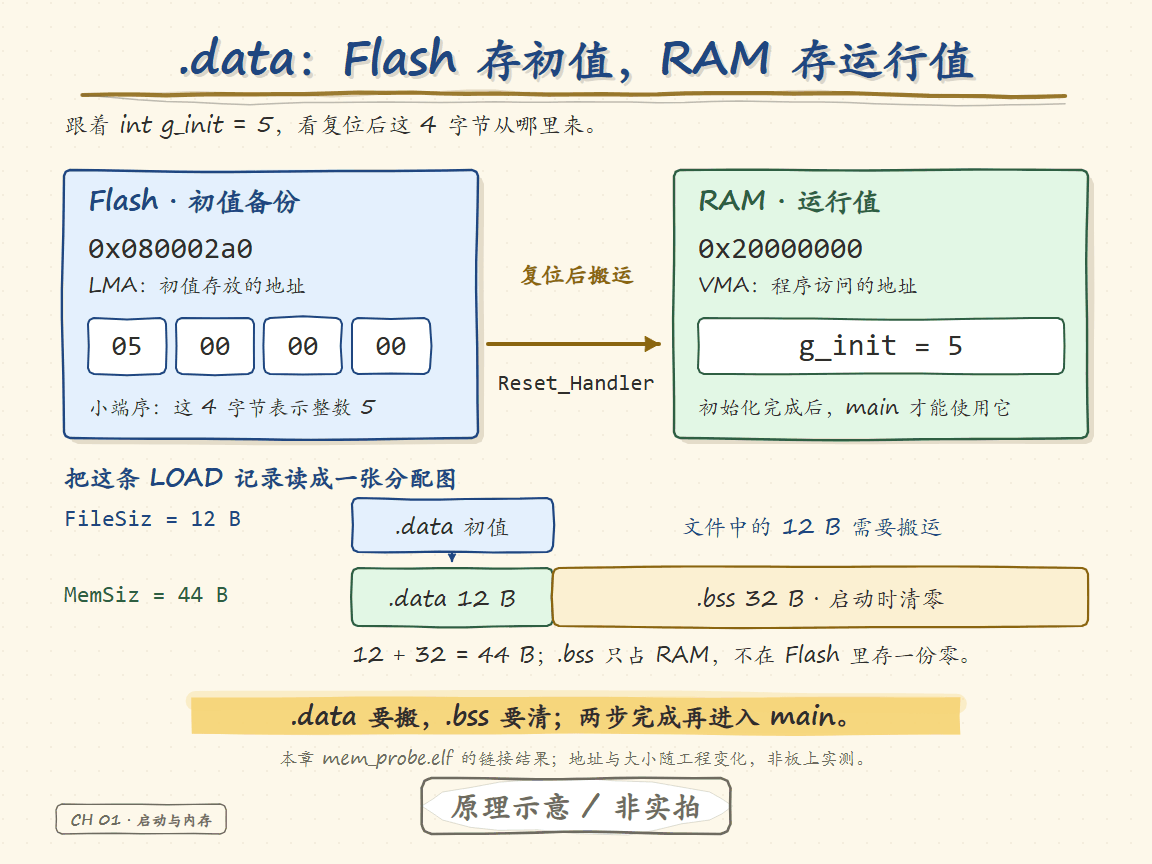 .data：Flash 存初值，RAM 存运行值
跟着 int g_init = 5，看复位后这 4 字节从哪里来。
Flash · 初值备份
0x080002a0
LMA：初值存放的地址
05 00 00 00
小端序：这 4 字节表示整数 5
复位后搬运
Reset_Handler
RAM · 运行值
0x20000000
VMA：程序访问的地址
g_init = 5
初始化完成后，main 才能使用它
把这条 LOAD 记录读成一张分配图
FileSiz = 12 B
.data 初值
文件中的 12 B 需要搬运
MemSiz = 44 B
.data 12 B
.bss 32 B · 启动时清零
12 + 32 = 44 B；.bss 只占 RAM，不在 Flash 里存一份零。
.data 要搬，.bss 要清；两步完成再进入 main。
本章 mem_probe.elf 的链接结果；地址与大小随工程变化，非板上实测。
原理示意 / 非实拍
CH 01 · 启动与内存